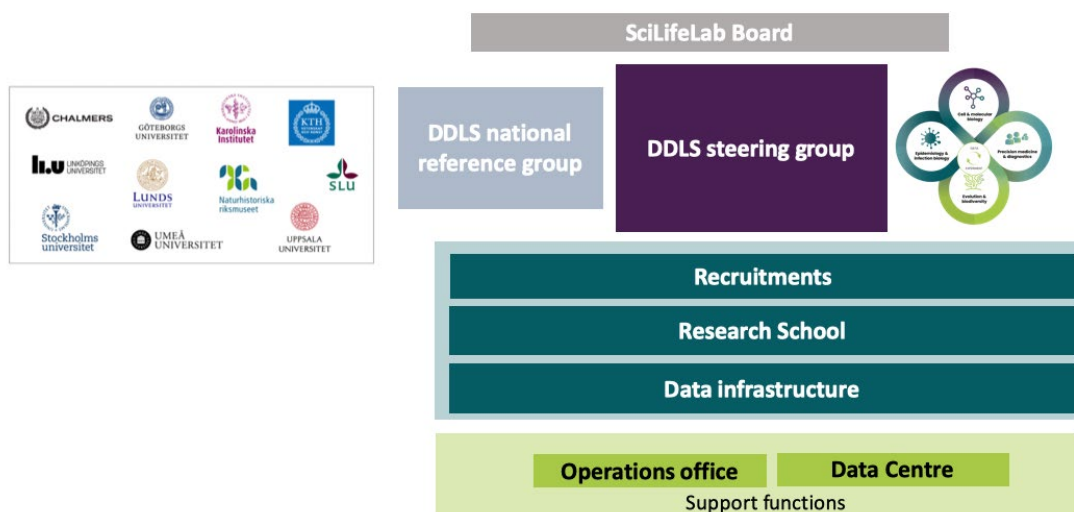 SciLifeLab Board
CHALMERS
GÖTEBORGS
UNIVERSITET
Karolinska
Institutet
KTH
LI.U LINKÖPINGS
UNIVERSITET
LUNDS
UNIVERSITET
Naturhistoriska
riksmuseet
SLU
Stockholms
universitet
UMEÅ
UNIVERSITET
UPPSALA
UNIVERSITET
DDLS national
reference group
DDLS steering group
Cell & molecular
biology
Epidemiology &
infection biology
Precision medicine
& diagnostics
Evolution &
biodiversity
Recruitments
Research School
Data infrastructure
Operations office
Data Centre
Support functions